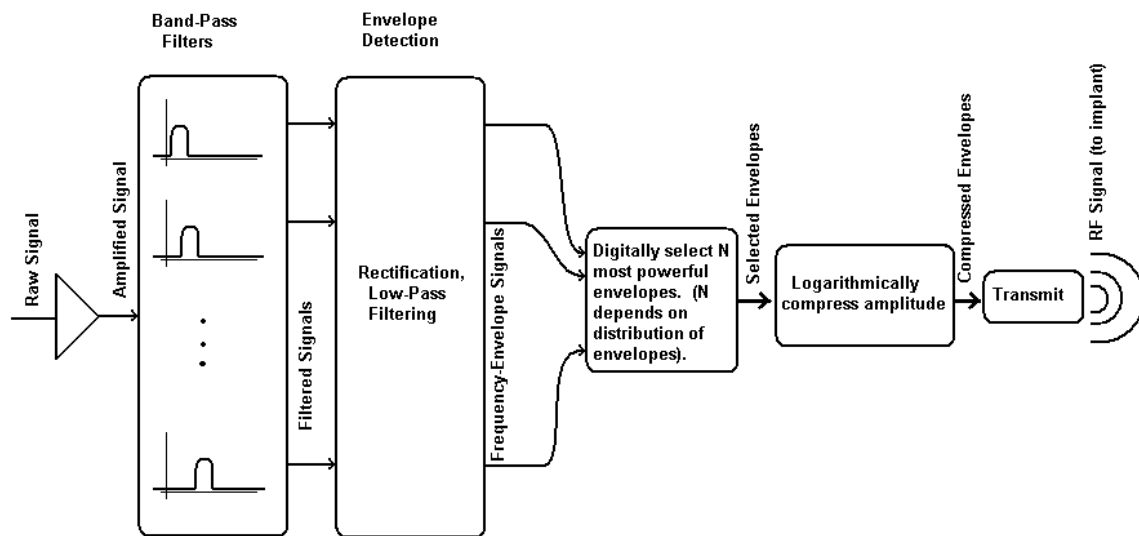 Band-Pass
Filters
Envelope
Detection
Raw Signal
Amplified Signal
Filtered Signals
Rectification,
Low-Pass
Filtering
Frequency-Envelope Signals
Digitally select N
most powerful
envelopes. (N
depends on
distribution of
envelopes).
Selected Envelopes
Logarithmically
compress amplitude
Compressed Envelopes
Transmit
RF Signal (to implant)